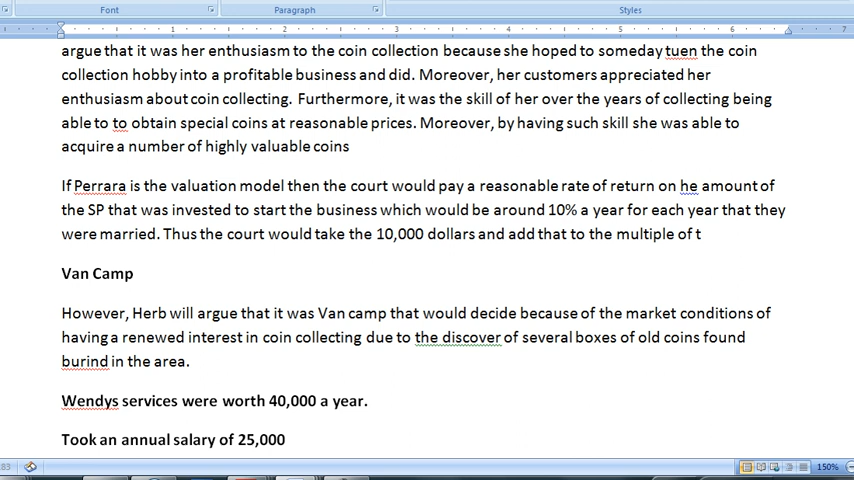 Font Paragraph Styles
1 2 3 4 5 6 7
argue that it was her enthusiasm to the coin collection because she hoped to someday tuen the coin
collection hobby into a profitable business and did. Moreover, her customers appreciated her
enthusiasm about coin collecting. Furthermore, it was the skill of her over the years of collecting being
able to to obtain special coins at reasonable prices. Moreover, by having such skill she was able to
acquire a number of highly valuable coins
If Perrara is the valuation model then the court would pay a reasonable rate of return on he amount of
the SP that was invested to start the business which would be around 10% a year for each year that they
were married. Thus the court would take the 10,000 dollars and add that to the multiple of t
Van Camp
However, Herb will argue that it was Van camp that would decide because of the market conditions of
having a renewed interest in coin collecting due to the discover of several boxes of old coins found
burind in the area.
Wendys services were worth 40,000 a year.
Took an annual salary of 25,000
83 150%